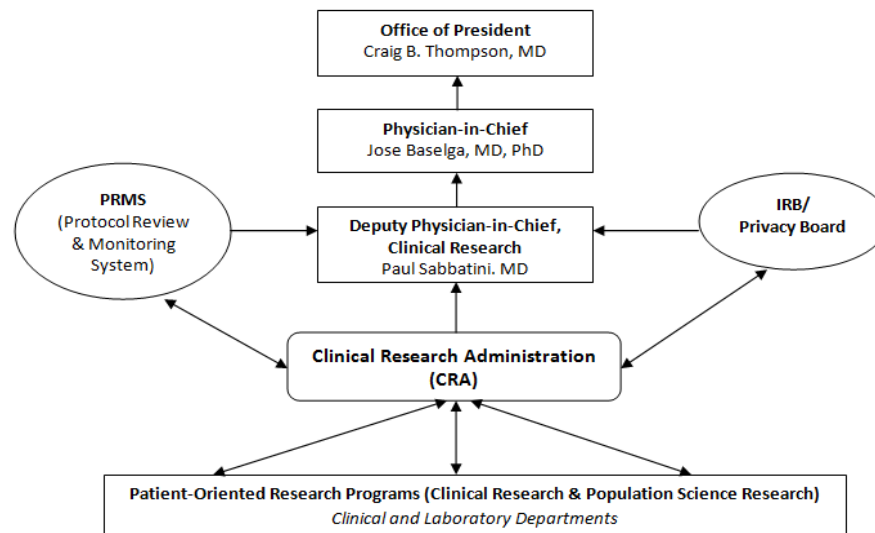 Office of President
Craig B. Thompson, MD
Physician-in-Chief
Jose Baselga, MD, PhD
PRMS
(Protocol Review
& Monitoring
System)
Deputy Physician-in-Chief,
Clinical Research
Paul Sabbatini. MD
IRB/
Privacy Board
Clinical Research Administration
(CRA)
Patient-Oriented Research Programs (Clinical Research & Population Science Research)
Clinical and Laboratory Departments